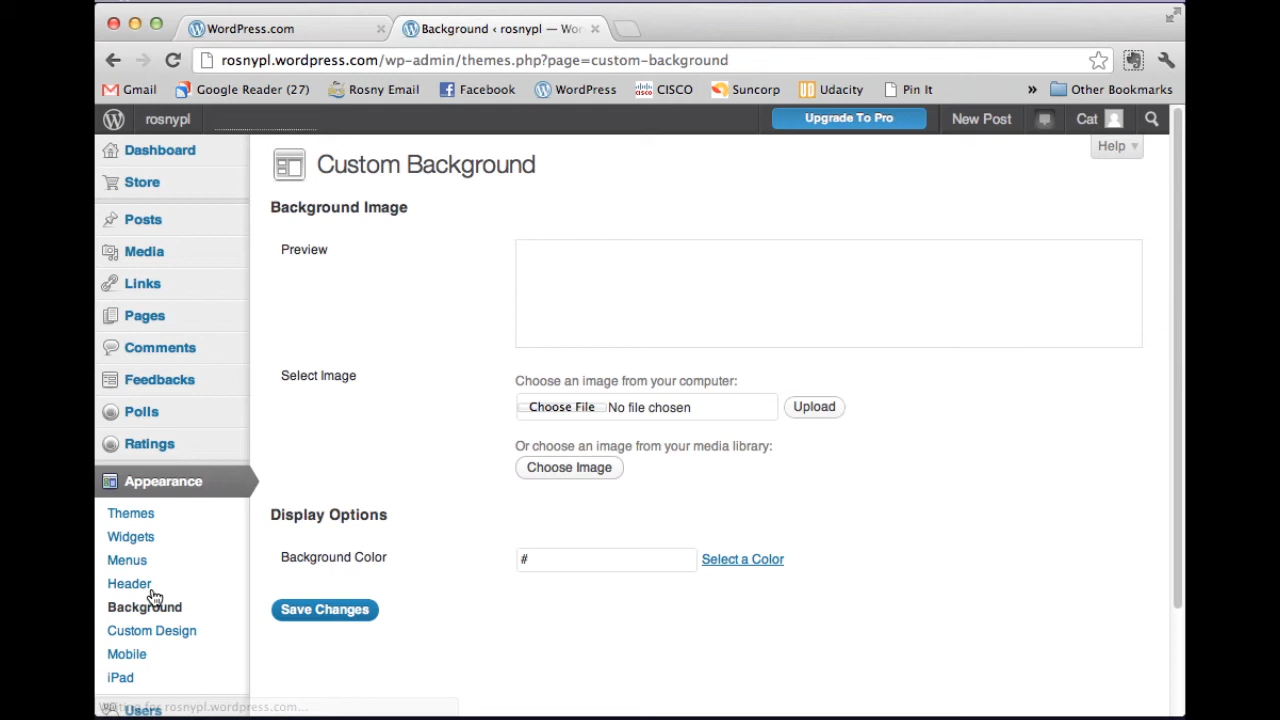 WordPress.com
Background ‹ rosnypl — Wor
rosnypl.wordpress.com/wp-admin/themes.php?page=custom-background
Gmail
Google Reader (27)
Rosny Email
Facebook
WordPress
CISCO
Suncorp
Udacity
Pin It
»
Other Bookmarks
rosnypl
Upgrade To Pro
New Post
Cat
Dashboard
Store
Posts
Media
Links
Pages
Comments
Feedbacks
Polls
Ratings
Appearance
Themes
Widgets
Menus
Header
Background
Custom Design
Mobile
iPad
Users
Waiting for rosnypl.wordpress.com...
Help
Custom Background
Background Image
Preview
Select Image
Choose an image from your computer:
Choose File No file chosen
Upload
Or choose an image from your media library:
Choose Image
Display Options
Background Color
#
Select a Color
Save Changes